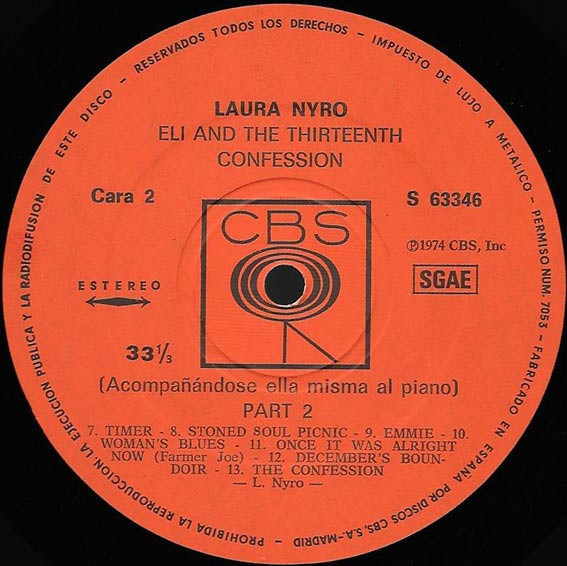 RESERVADOS TODOS LOS DERECHOS - IMPUESTO DE LUJO A METALICO - PERMISO NUM. 7053 - FABRICADO EN ESPAÑA POR DISCOS CBS, S.A.-MADRID
- PROHIBIDA LA REPRODUCCION, LA EJECUCION PUBLICA Y LA RADIODIFUSION DE ESTE DISCO -
LAURA NYRO
ELI AND THE THIRTEENTH
CONFESSION
Cara 2
S 63346
CBS
℗1974 CBS, Inc
ESTEREO
SGAE
33⅓
(Acompañándose ella misma al piano)
PART 2
7. TIMER - 8. STONED SOUL PICNIC - 9. EMMIE - 10.
WOMAN'S BLUES - 11. ONCE IT WAS ALRIGHT
NOW (Farmer Joe) - 12. DECEMBER'S BOUN-
DOIR - 13. THE CONFESSION
— L. Nyro —